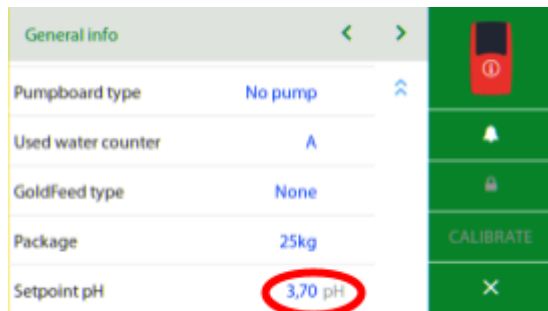 General info
Pumpboard type No pump
Used water counter A
GoldFeed type None
Package 25kg
CALIBRATE
Setpoint pH 3,70 pH